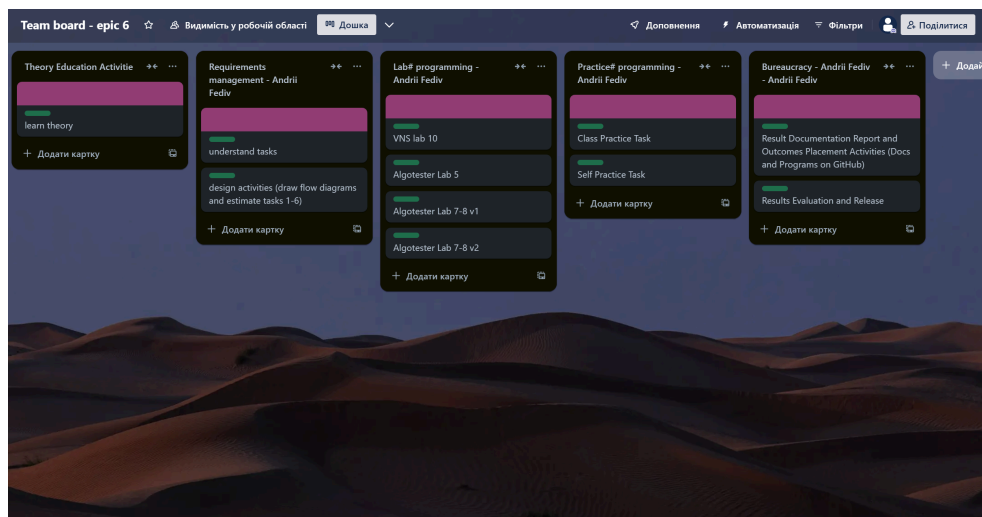 Team board - epic 6
Видимість у робочій області
Дошка
Доповнення
Автоматизація
Фільтри
Поділитися
Theory Education Activitie
learn theory
Додати картку
Requirements
management - Andrii
Fediv
understand tasks
design activities (draw flow diagrams
and estimate tasks 1-6)
Додати картку
Lab# programming -
Andrii Fediv
VNS lab 10
Algotester Lab 5
Algotester Lab 7-8 v1
Algotester Lab 7-8 v2
Додати картку
Practice# programming -
Andrii Fediv
Class Practice Task
Self Practice Task
Додати картку
Bureaucracy - Andrii Fediv
- Andrii Fediv
Result Documentation Report and
Outcomes Placement Activities (Docs
and Programs on GitHub)
Results Evaluation and Release
Додати картку
Додай